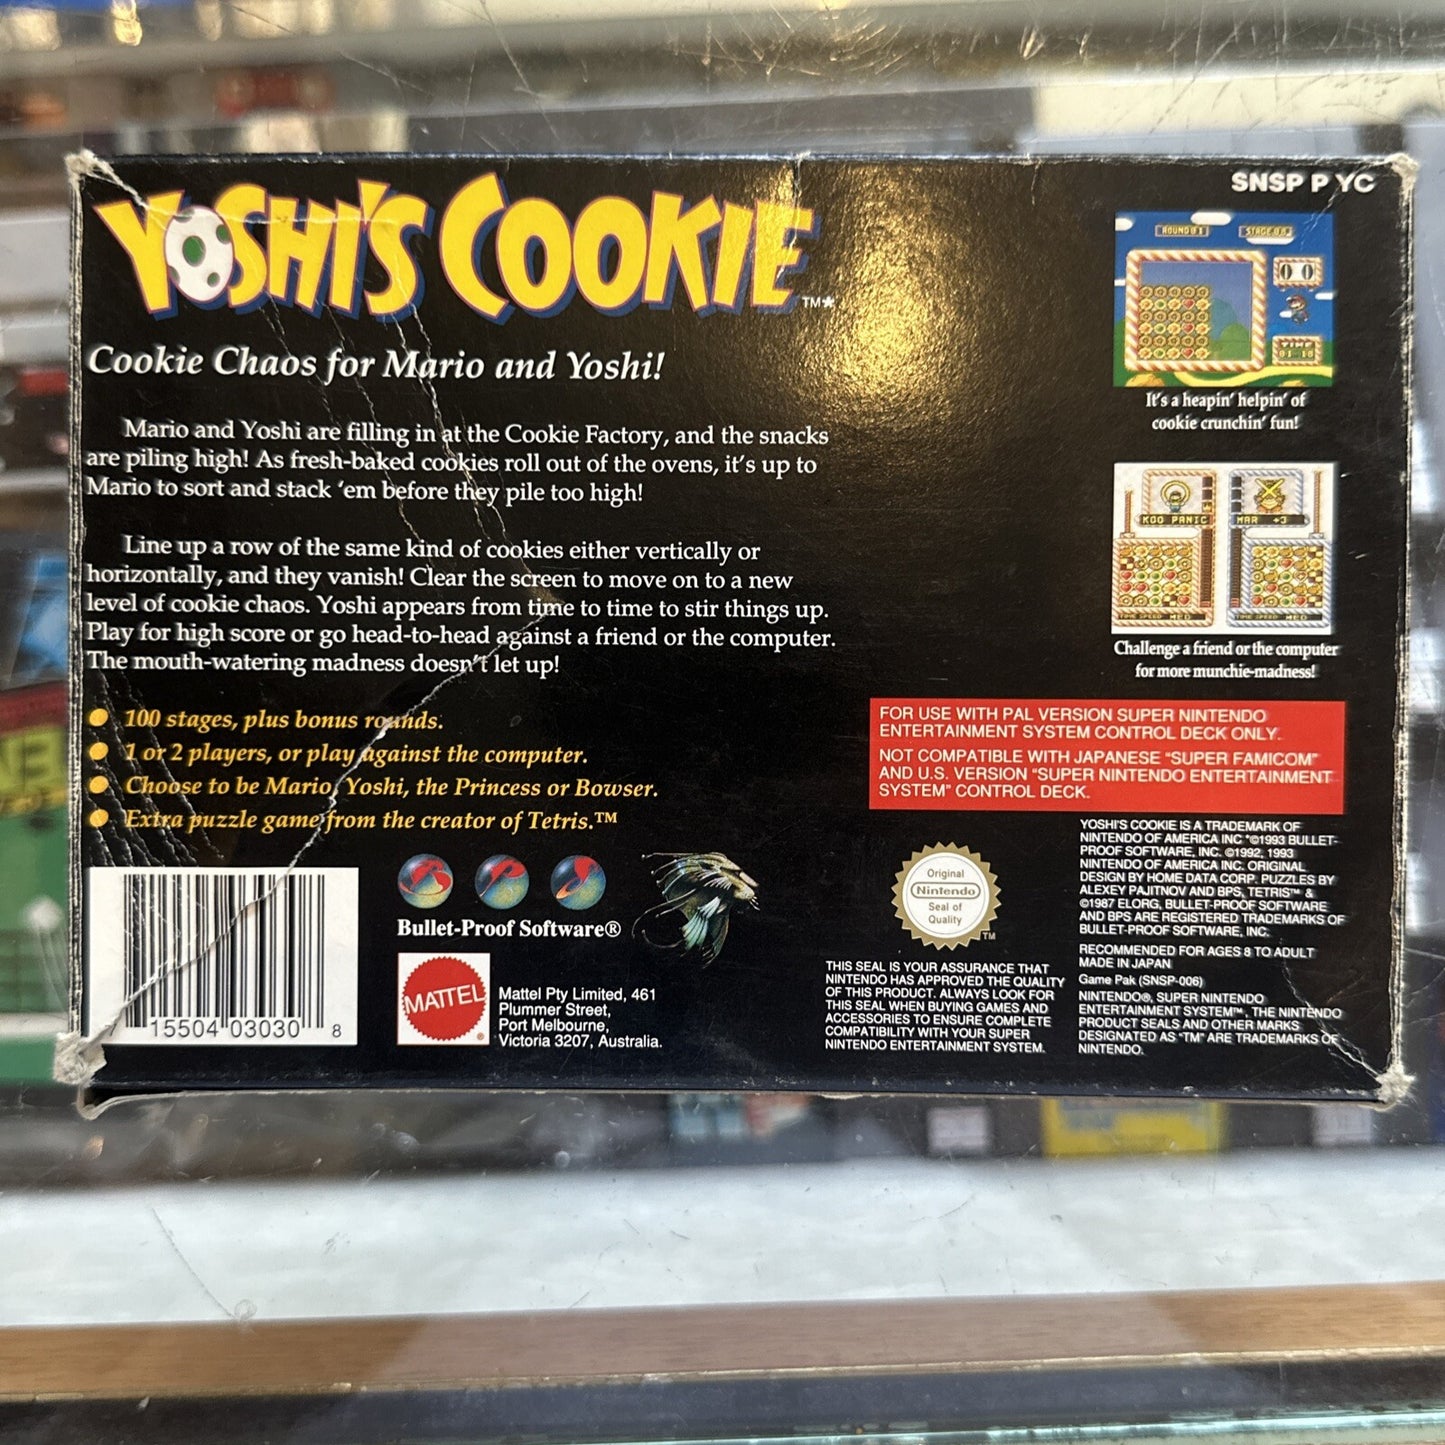 SNSP P YC
YOSHI'S COOKIE
TM*
Cookie Chaos for Mario and Yoshi!
Mario and Yoshi are filling in at the Cookie Factory, and the snacks
are piling high! As fresh-baked cookies roll out of the ovens, it's up to
Mario to sort and stack 'em before they pile too high!
Line up a row of the same kind of cookies either vertically or
horizontally, and they vanish! Clear the screen to move on to a new
level of cookie chaos. Yoshi appears from time to time to stir things up.
Play for high score or go head-to-head against a friend or the computer.
The mouth-watering madness doesn't let up!
100 stages, plus bonus rounds.
1 or 2 players, or play against the computer.
Choose to be Mario, Yoshi, the Princess or Bowser.
Extra puzzle game from the creator of Tetris.™
It's a heapin' helpin' of
cookie crunchin' fun!
KOO PANIC
MAR +3
Challenge a friend or the computer
for more munchie-madness!
FOR USE WITH PAL VERSION SUPER NINTENDO
ENTERTAINMENT SYSTEM CONTROL DECK ONLY.
NOT COMPATIBLE WITH JAPANESE "SUPER FAMICOM"
AND U.S. VERSION "SUPER NINTENDO ENTERTAINMENT
SYSTEM" CONTROL DECK.
7 15504 03030 8
Bullet-Proof Software®
MATTEL
Mattel Pty Limited, 461
Plummer Street,
Port Melbourne,
Victoria 3207, Australia.
Original
Nintendo
Seal of
Quality
TM
THIS SEAL IS YOUR ASSURANCE THAT
NINTENDO HAS APPROVED THE QUALITY
OF THIS PRODUCT. ALWAYS LOOK FOR
THIS SEAL WHEN BUYING GAMES AND
ACCESSORIES TO ENSURE COMPLETE
COMPATIBILITY WITH YOUR SUPER
NINTENDO ENTERTAINMENT SYSTEM.
YOSHI'S COOKIE IS A TRADEMARK OF
NINTENDO OF AMERICA INC *©1993 BULLET-
PROOF SOFTWARE, INC. ©1992, 1993
NINTENDO OF AMERICA INC. ORIGINAL
DESIGN BY HOME DATA CORP. PUZZLES BY
ALEXEY PAJITNOV AND BPS, TETRIS™ &
©1987 ELORG, BULLET-PROOF SOFTWARE
AND BPS ARE REGISTERED TRADEMARKS OF
BULLET-PROOF SOFTWARE, INC.
RECOMMENDED FOR AGES 8 TO ADULT
MADE IN JAPAN
Game Pak (SNSP-006)
NINTENDO®, SUPER NINTENDO
ENTERTAINMENT SYSTEM™, THE NINTENDO
PRODUCT SEALS AND OTHER MARKS
DESIGNATED AS "TM" ARE TRADEMARKS OF
NINTENDO.